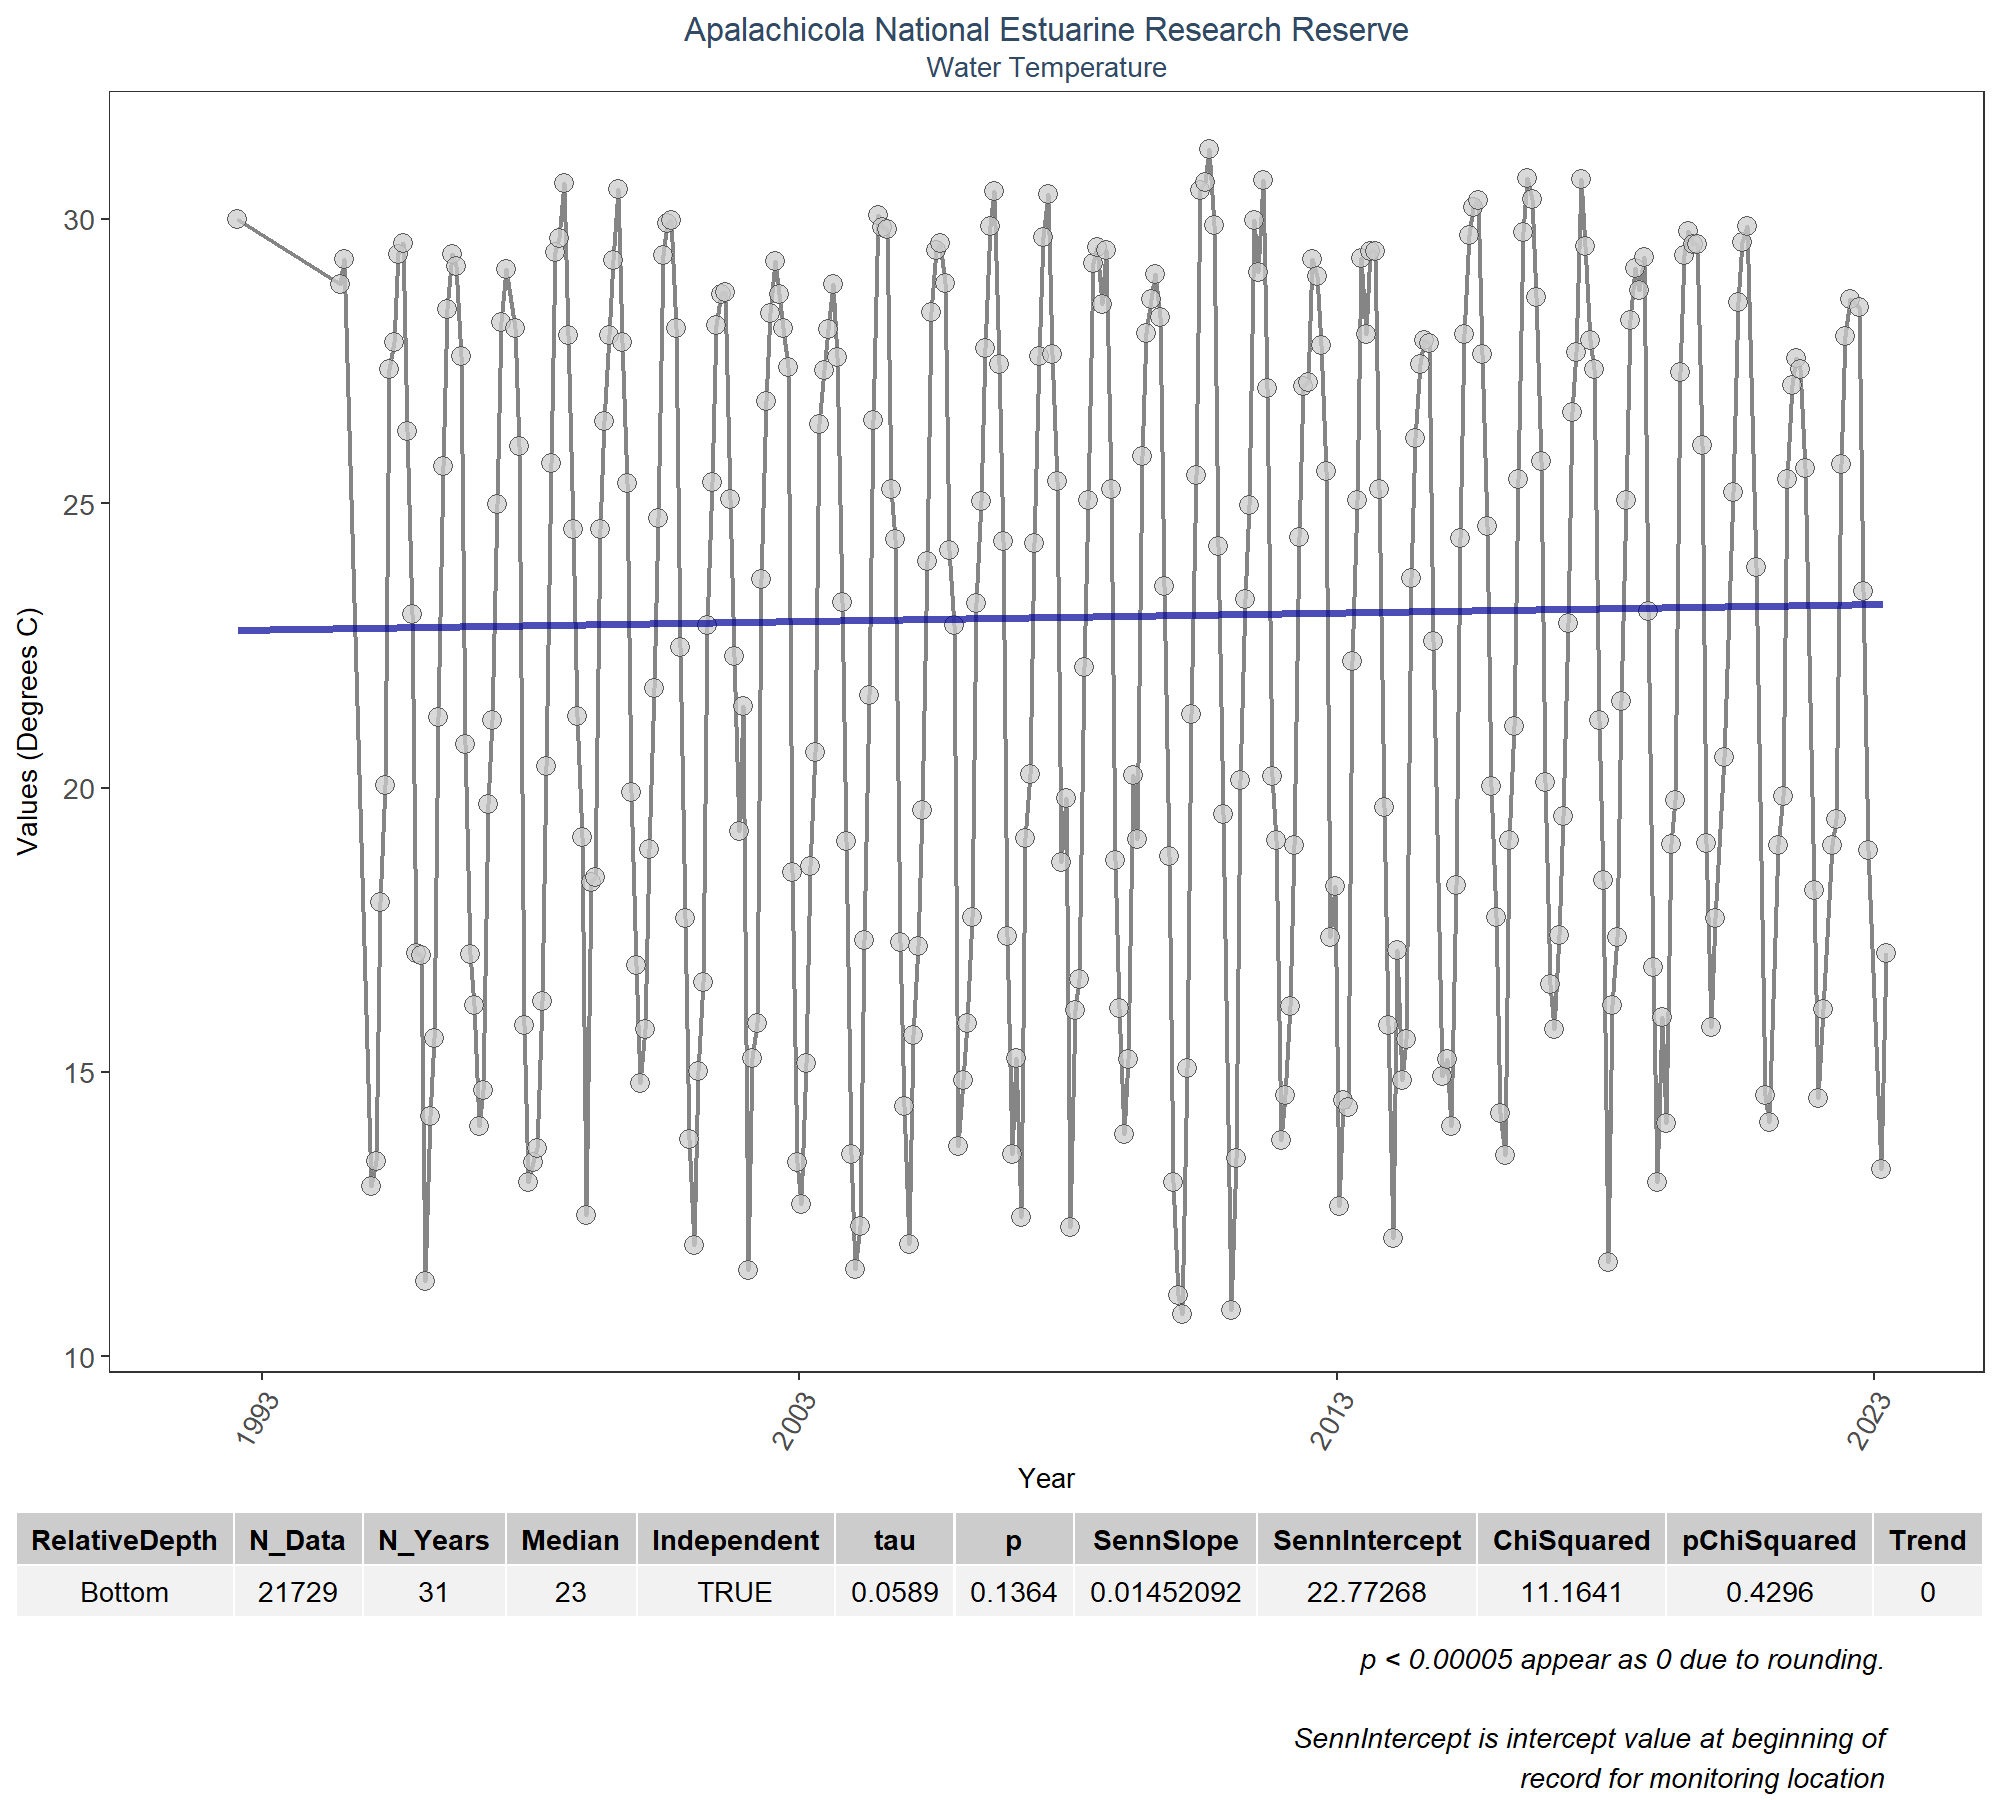 Apalachicola National Estuarine Research Reserve
Water Temperature
Values (Degrees C)
30
25
20
15
10
1993
2003
2013
2023
Year
RelativeDepth N_Data N_Years Median Independent tau p SennSlope SennIntercept ChiSquared pChiSquared Trend
Bottom 21729 31 23 TRUE 0.0589 0.1364 0.01452092 22.77268 11.1641 0.4296 0
p < 0.00005 appear as 0 due to rounding.
SennIntercept is intercept value at beginning of
record for monitoring location